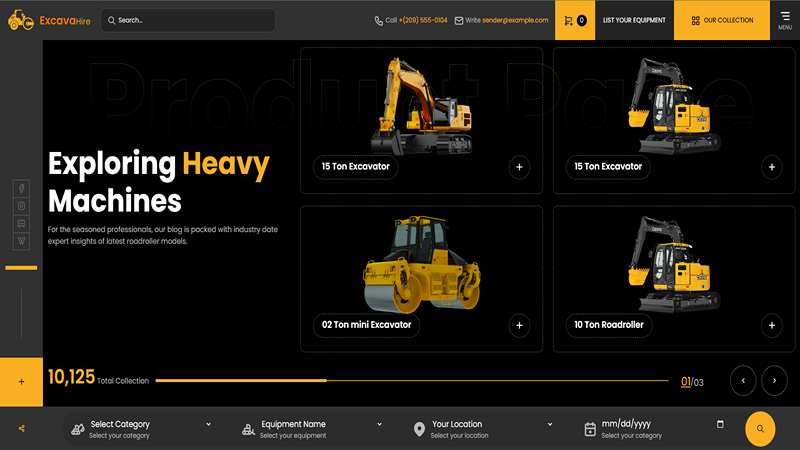 ExcavaHire
Search...
Call +(209) 555-0104
Write sender@example.com
0
LIST YOUR EQUIPMENT
OUR COLLECTION
MENU
Product Page
Exploring Heavy
Machines
For the seasoned professionals, our blog is packed with industry date
expert insights of latest roadroller models.
15 Ton Excavator
+
15 Ton Excavator
+
02 Ton mini Excavator
+
10 Ton Roadroller
+
+
10,125 Total Collection
01/03
Select Category
Select your category
Equipment Name
Select your equipment
Your Location
Select your location
mm/dd/yyyy
Select your category